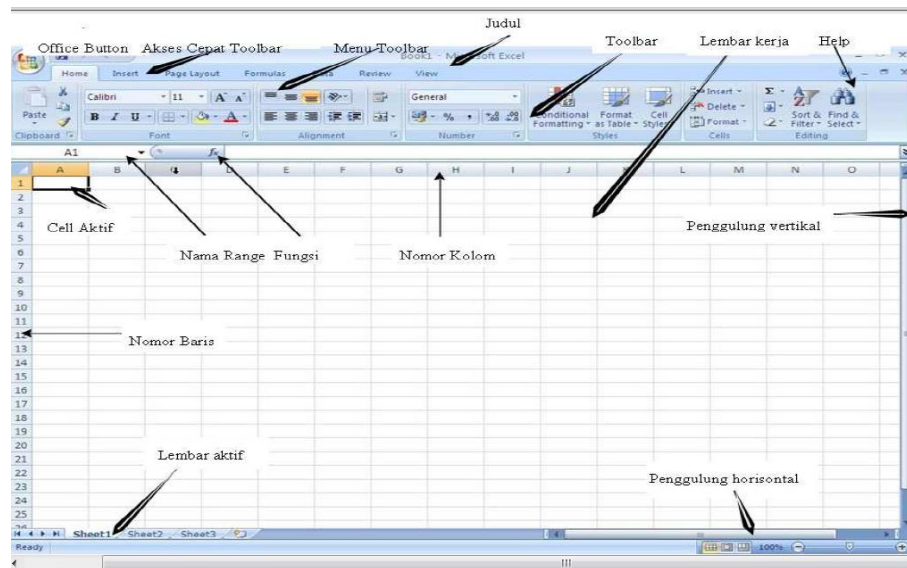 Judul
Office Button Akses Cepat Toolbar Menu Toolbar Toolbar Lembar kerja Help
Book1 - Microsoft Excel
Home Insert Page Layout Formulas Data Review View
Calibri 11 A A General Insert Σ
Paste B I U A % , Conditional Format Cell Delete Sort & Find &
Formatting as Table Styles Format Filter Select
Clipboard Font Alignment Number Styles Cells Editing
A1 fx
A B D E F G H I J K L M N O
1
2
3
4 Cell Aktif Penggulung vertikal
5
6 Nama Range Fungsi Nomor Kolom
7
8
9
10
11
12
13 Nomor Baris
14
15
16
17
18
19
20
21 Lembar aktif
22
23 Penggulung horisontal
24
25
26
Sheet1 Sheet2 Sheet3
Ready 100%